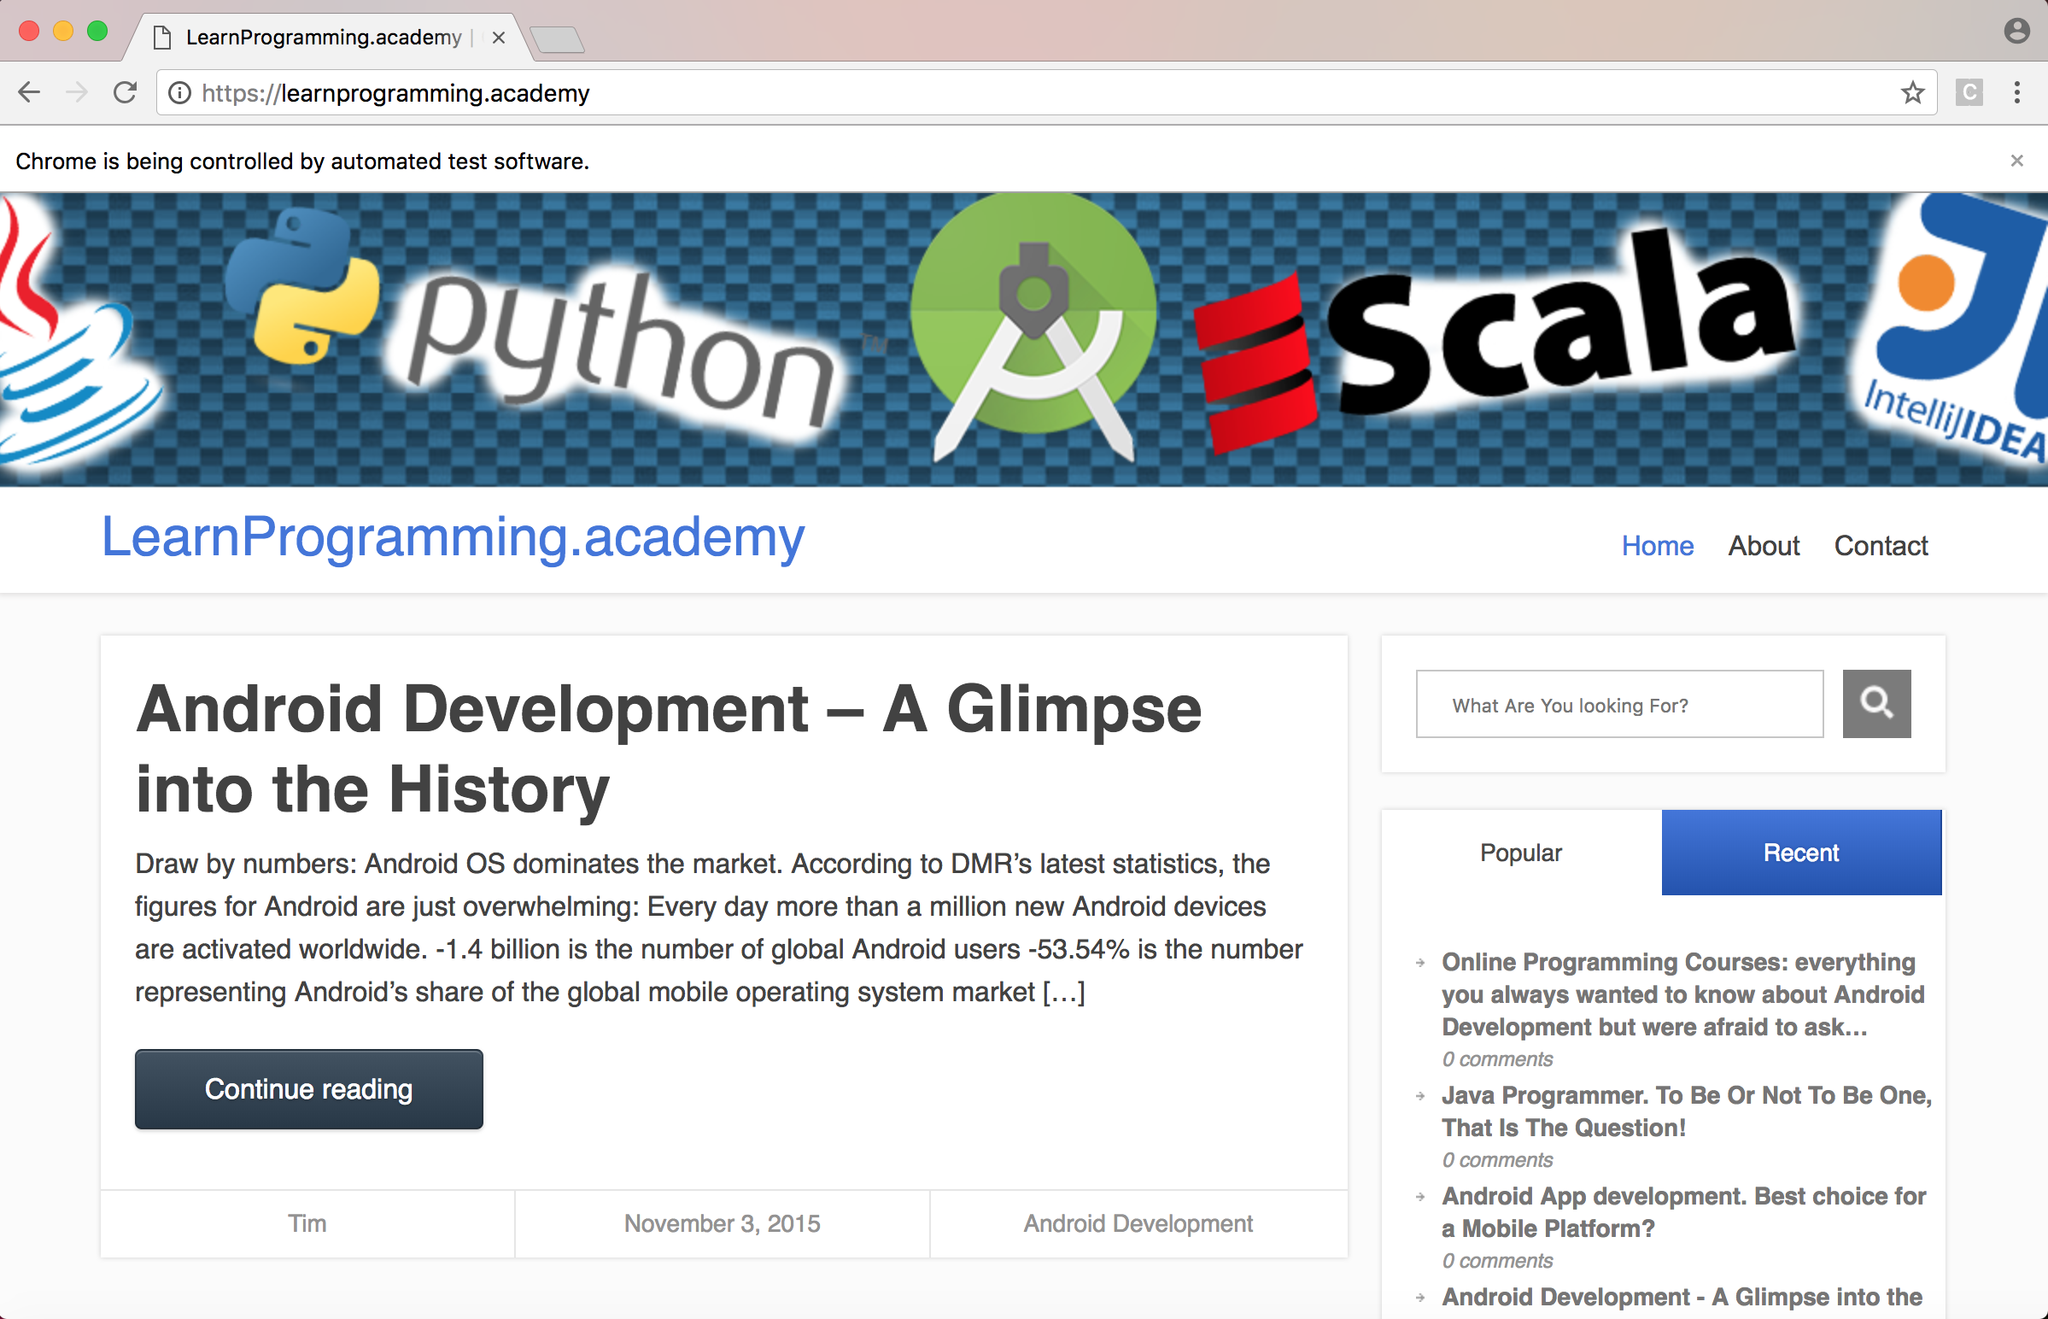 LearnProgramming.academy |
https://learnprogramming.academy
C
Chrome is being controlled by automated test software.
python
TM
Scala
IntelliJIDEA
LearnProgramming.academy
Home
About
Contact
Android Development – A Glimpse
into the History
Draw by numbers: Android OS dominates the market. According to DMR’s latest statistics, the
figures for Android are just overwhelming: Every day more than a million new Android devices
are activated worldwide. -1.4 billion is the number of global Android users -53.54% is the number
representing Android’s share of the global mobile operating system market […]
Continue reading
Tim
November 3, 2015
Android Development
What Are You looking For?
Popular
Recent
Online Programming Courses: everything
you always wanted to know about Android
Development but were afraid to ask...
0 comments
Java Programmer. To Be Or Not To Be One,
That Is The Question!
0 comments
Android App development. Best choice for
a Mobile Platform?
0 comments
Android Development - A Glimpse into the